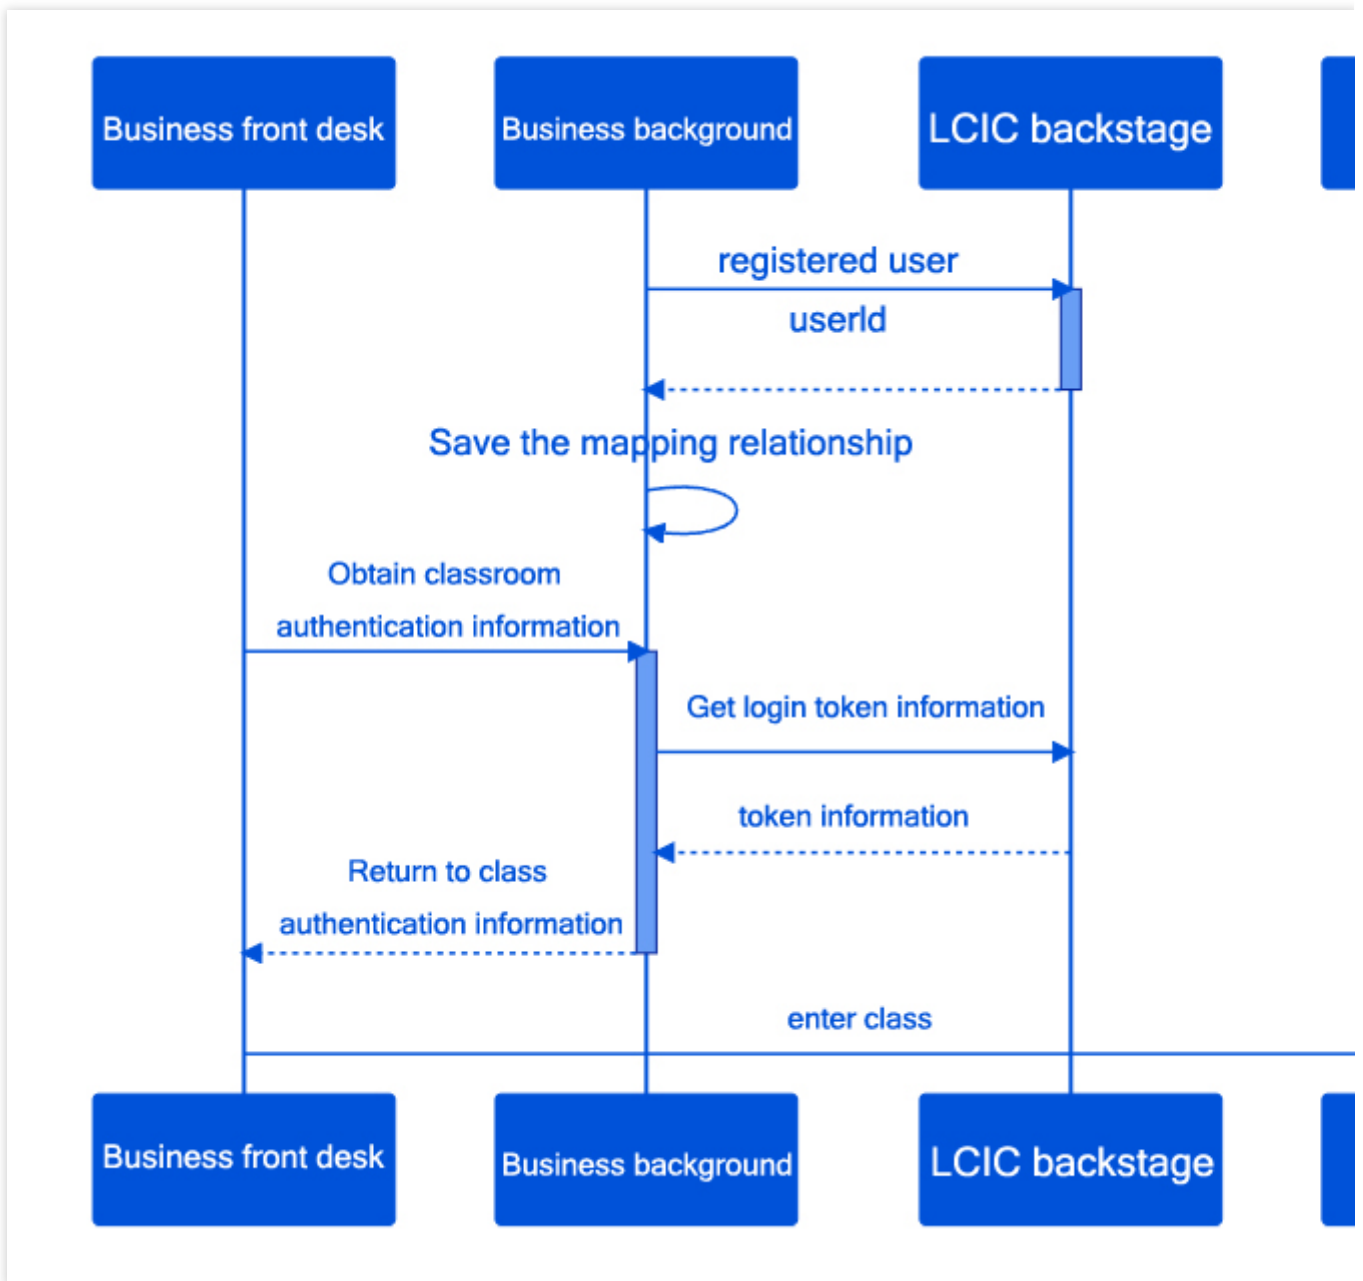 Business front desk
Business background
LCIC backstage
registered user
userId
Save the mapping relationship
Obtain classroom
authentication information
Get login token information
token information
Return to class
authentication information
enter class
Business front desk
Business background
LCIC backstage